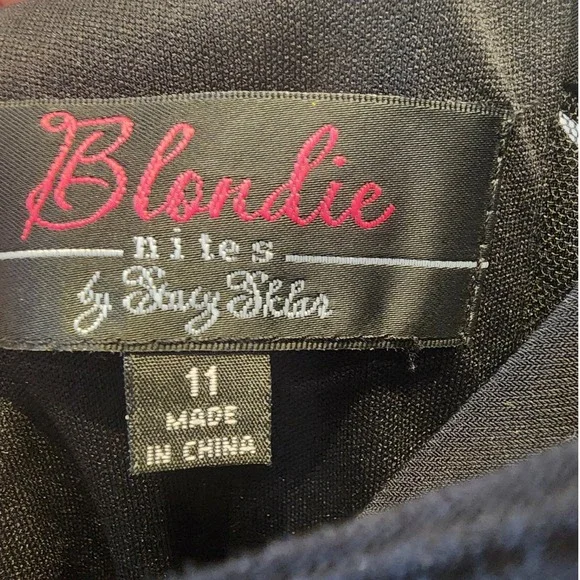 Blondie
nites
by Stacy Sklar
11
MADE
IN CHINA